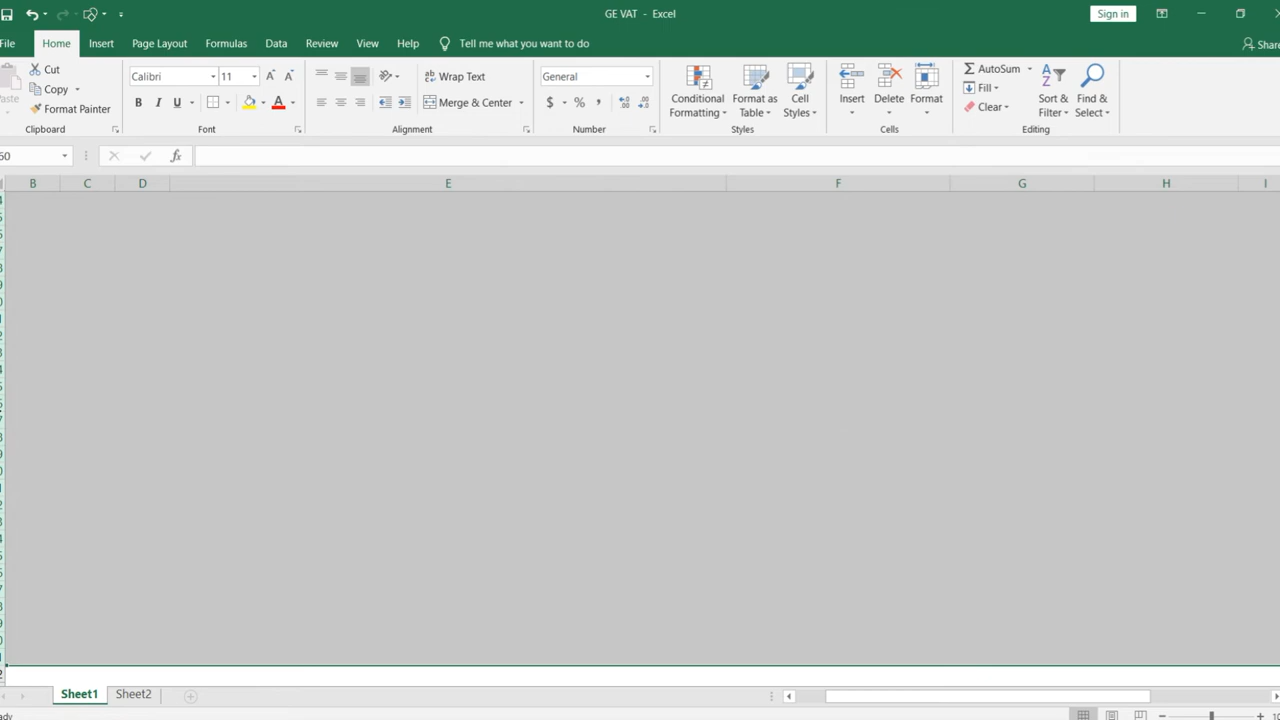 GE VAT - Excel
Sign in
File Home Insert Page Layout Formulas Data Review View Help Tell me what you want to do Share
Cut
Copy
Format Painter
Paste
Clipboard
Calibri 11
B I U
Font
Wrap Text
Merge & Center
Alignment
General
$ % ,
Number
Conditional Formatting
Format as Table
Cell Styles
Styles
Insert
Delete
Format
Cells
AutoSum
Fill
Clear
Sort & Filter
Find & Select
Editing
fx
B C D E F G H I
Sheet1 Sheet2